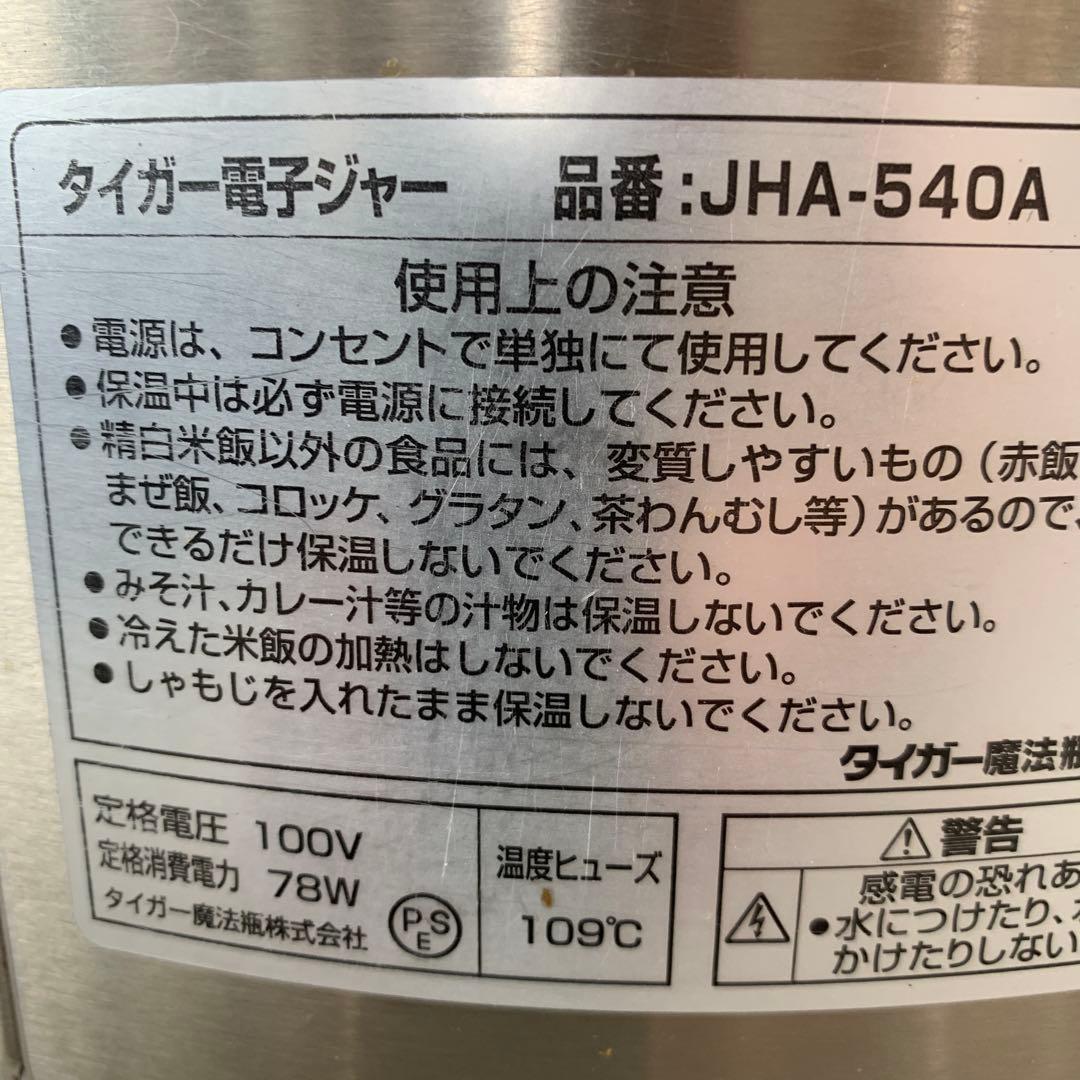 タイガー電子ジャー 品番:JHA-540A
使用上の注意
●電源は、コンセントで単独にて使用してください。
●保温中は必ず電源に接続してください。
●精白米飯以外の食品には、変質しやすいもの(赤飯
まぜ飯、コロッケ、グラタン、茶わんむし等)があるので、
できるだけ保温しないでください。
●みそ汁、カレー汁等の汁物は保温しないでください。
●冷えた米飯の加熱はしないでください。
●しゃもじを入れたまま保温しないでください。
タイガー魔法瓶
定格電圧 100V
定格消費電力 78W
タイガー魔法瓶株式会社
PSE
温度ヒューズ
109℃
⚠警告
感電の恐れあ
●水につけたり、
かけたりしない